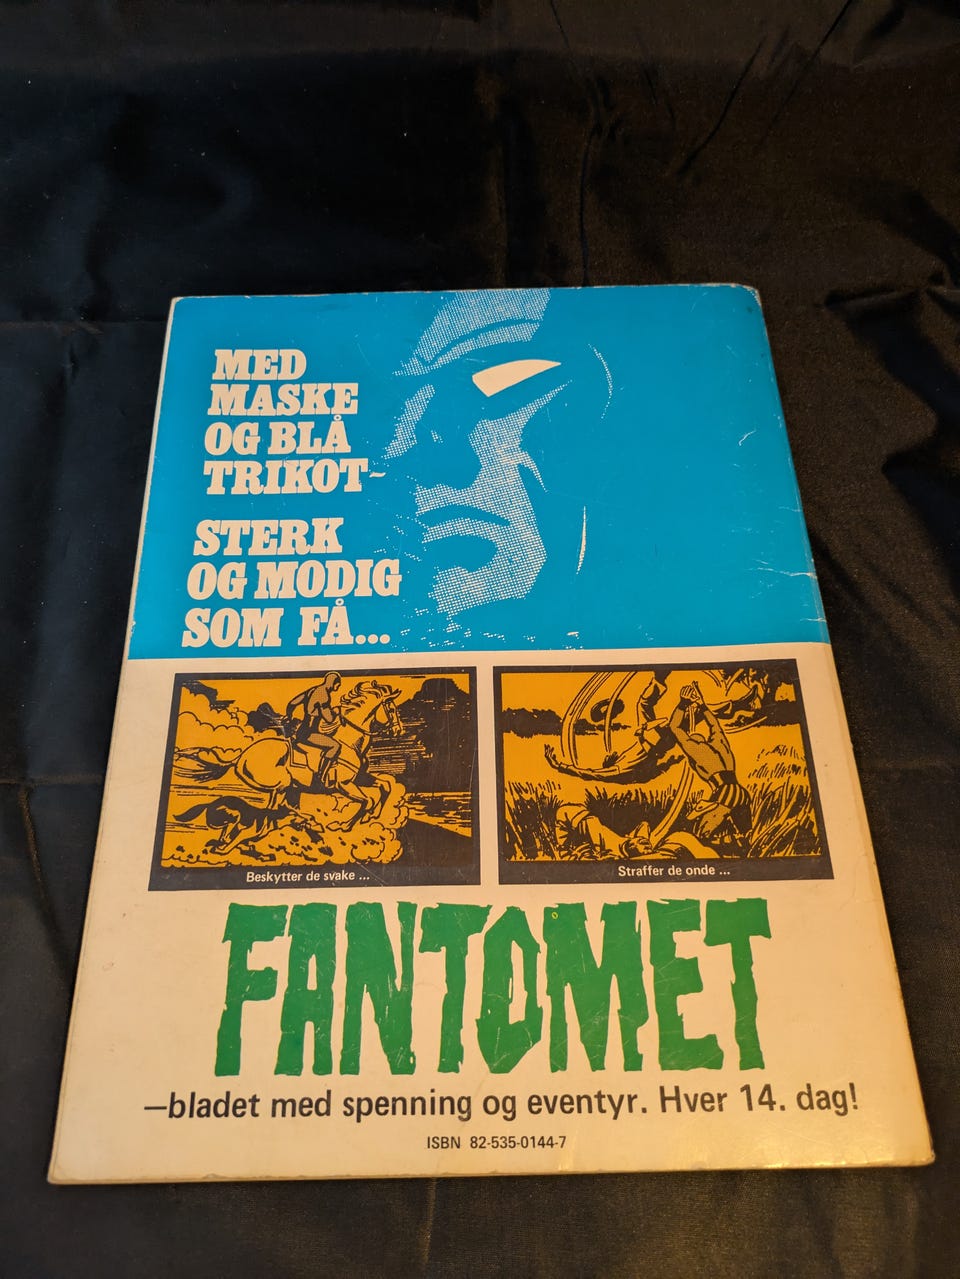 MED
MASKE
OG BLÅ
TRIKOT-
STERK
OG MODIG
SOM FÅ...
Beskytter de svake ...
Straffer de onde ...
FANTOMET
—bladet med spenning og eventyr. Hver 14. dag!
ISBN 82-535-0144-7